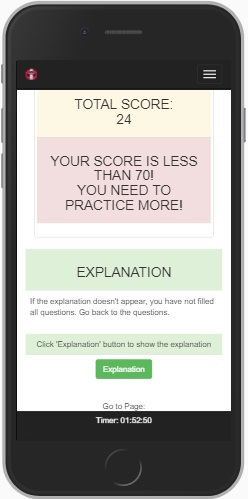 TOTAL SCORE:
24
YOUR SCORE IS LESS
THAN 70!
YOU NEED TO
PRACTICE MORE!
EXPLANATION
If the explanation doesn't appear, you have not filled
all questions. Go back to the questions.
Click 'Explanation' button to show the explanation
Explanation
Go to Page:
Timer: 01:52:50